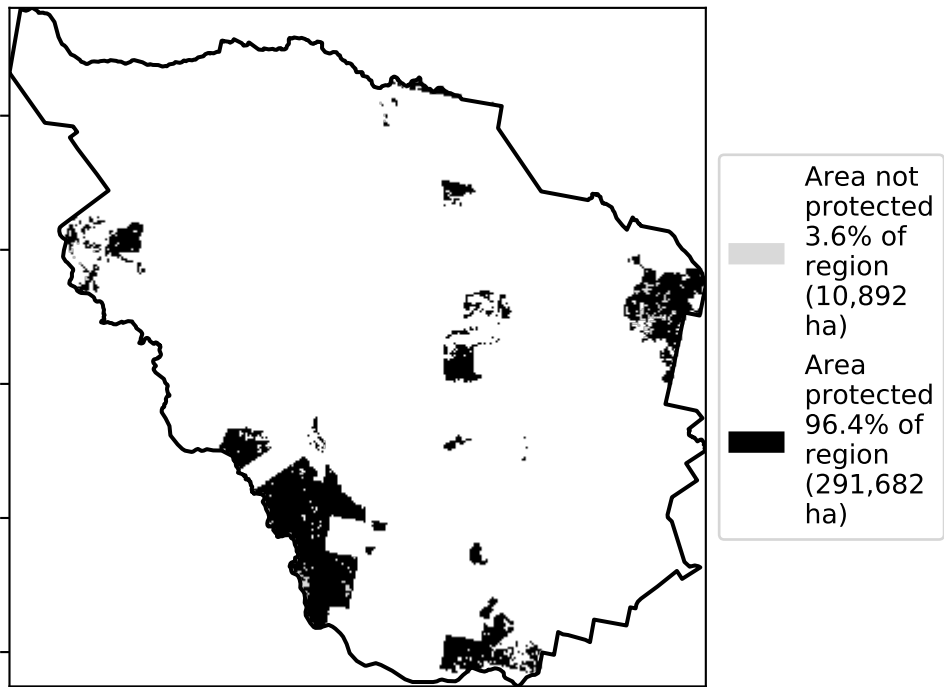 Area not
protected
3.6% of
region
(10,892
ha)
Area
protected
96.4% of
region
(291,682
ha)